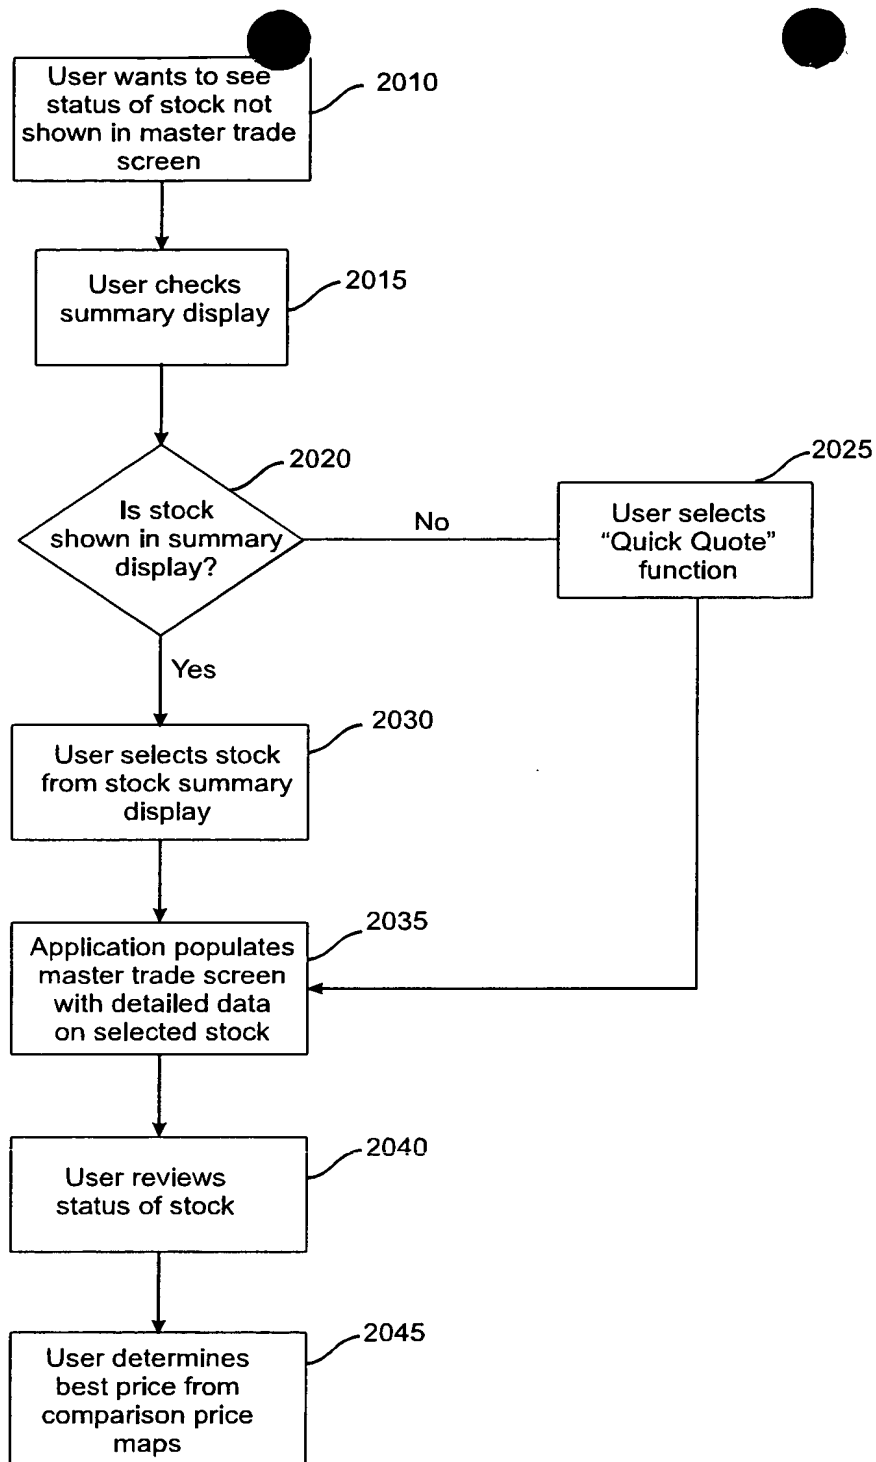 User wants to see
status of stock not
shown in master trade
screen
2010
User checks
summary display
2015
Is stock
shown in summary
display?
2020
No
User selects
“Quick Quote”
function
2025
Yes
User selects stock
from stock summary
display
2030
Application populates
master trade screen
with detailed data
on selected stock
2035
User reviews
status of stock
2040
User determines
best price from
comparison price
maps
2045